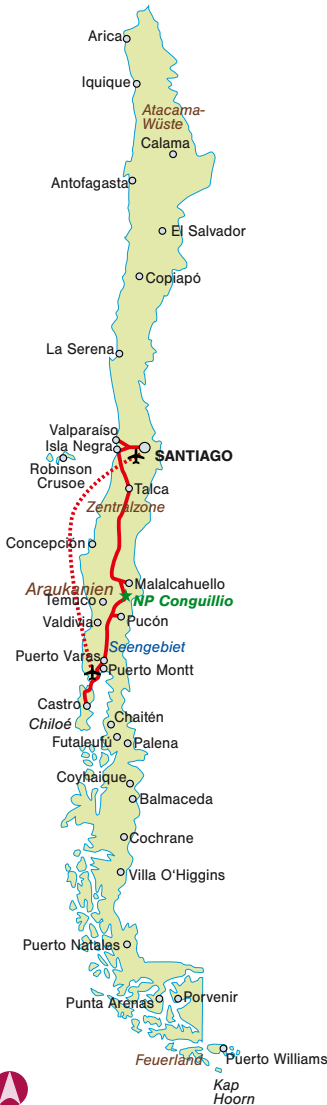 Arica
Iquique
Atacama-
Wüste
Calama
Antofagasta
El Salvador
Copiapó
La Serena
Valparaíso
Isla Negra
SANTIAGO
Robinson
Crusoe
Talca
Zentralzone
Concepción
Malalcahuello
Araukanien
NP Conguillio
Temuco
Valdivia
Pucón
Seengebiet
Puerto Varas
Puerto Montt
Castro
Chiloé
Chaitén
Futaleufú
Palena
Coyhaique
Balmaceda
Cochrane
Villa O'Higgins
Puerto Natales
Punta Arenas
Porvenir
Feuerland
Puerto Williams
Kap
Hoorn